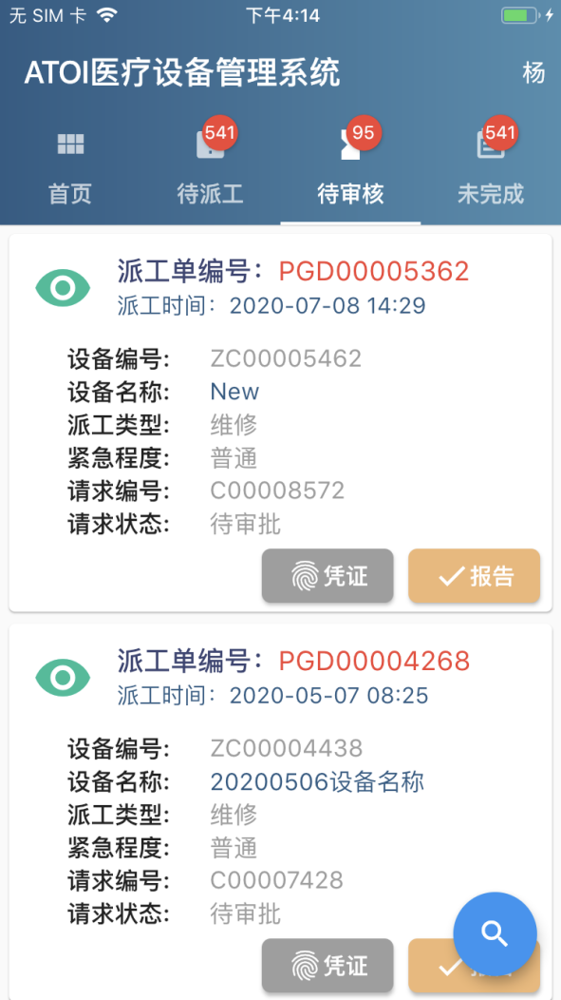 无 SIM 卡 下午4:14
ATOI医疗设备管理系统 杨
541 95 541
首页 待派工 待审核 未完成
派工单编号: PGD00005362
派工时间: 2020-07-08 14:29
设备编号: ZC00005462
设备名称: New
派工类型: 维修
紧急程度: 普通
请求编号: C00008572
请求状态: 待审批
凭证 报告
派工单编号: PGD00004268
派工时间: 2020-05-07 08:25
设备编号: ZC00004438
设备名称: 20200506设备名称
派工类型: 维修
紧急程度: 普通
请求编号: C00007428
请求状态: 待审批
凭证